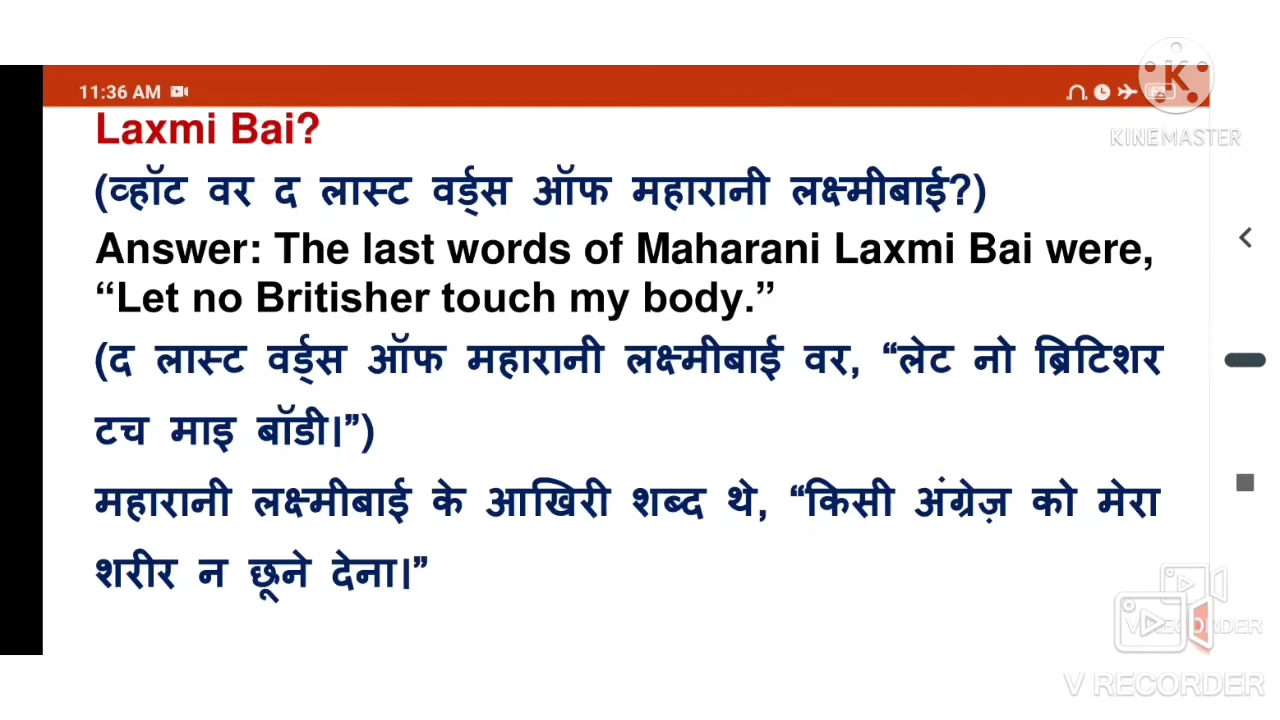 11:36 AM
K
KINEMASTER
Laxmi Bai?
(व्हॉट वर द लास्ट वर्ड्स ऑफ महारानी लक्ष्मीबाई?)
Answer: The last words of Maharani Laxmi Bai were,
“Let no Britisher touch my body.”
(द लास्ट वर्ड्स ऑफ महारानी लक्ष्मीबाई वर, “लेट नो ब्रिटिशर
टच माइ बॉडी।”)
महारानी लक्ष्मीबाई के आखिरी शब्द थे, “किसी अंग्रेज़ को मेरा
शरीर न छूने देना।”
V RECORDER
V RECORDER